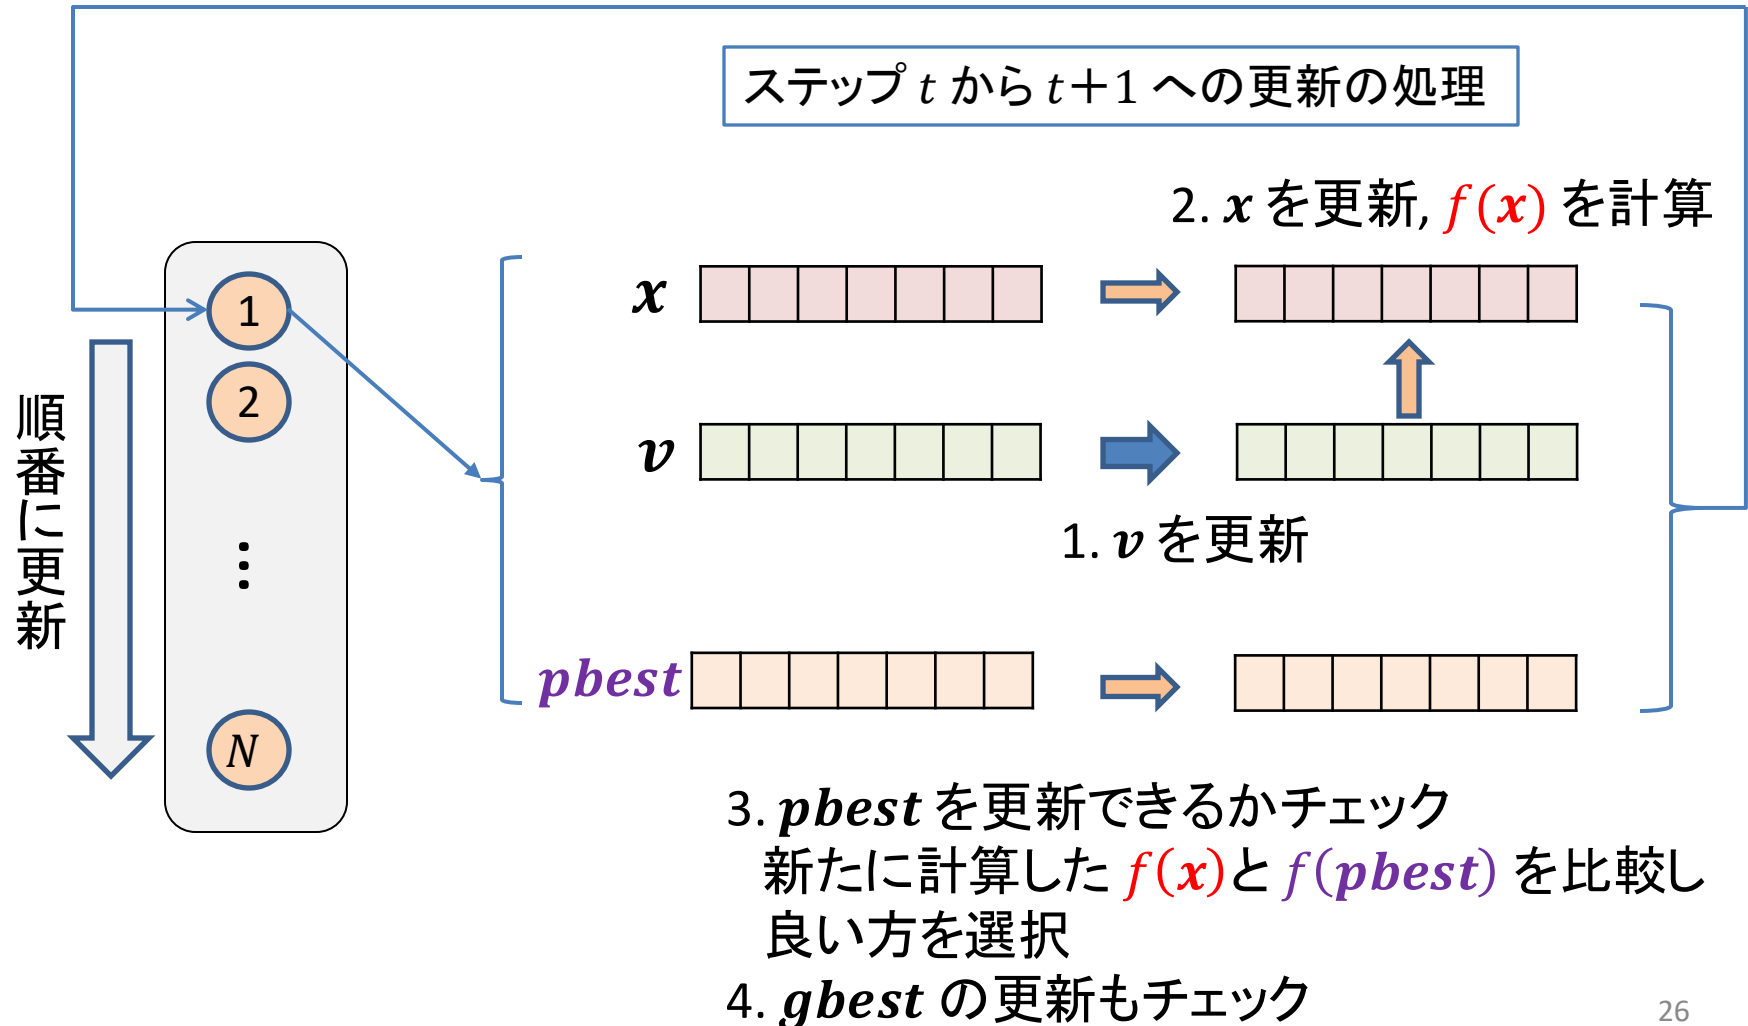 ステップ t から t+1 への更新の処理
2. x を更新, f(x) を計算
1
2
⋮
N
順番に更新
x
v
1. v を更新
pbest
3. pbest を更新できるかチェック
新たに計算した f(x)と f(pbest) を比較し
良い方を選択
4. gbest の更新もチェック
26